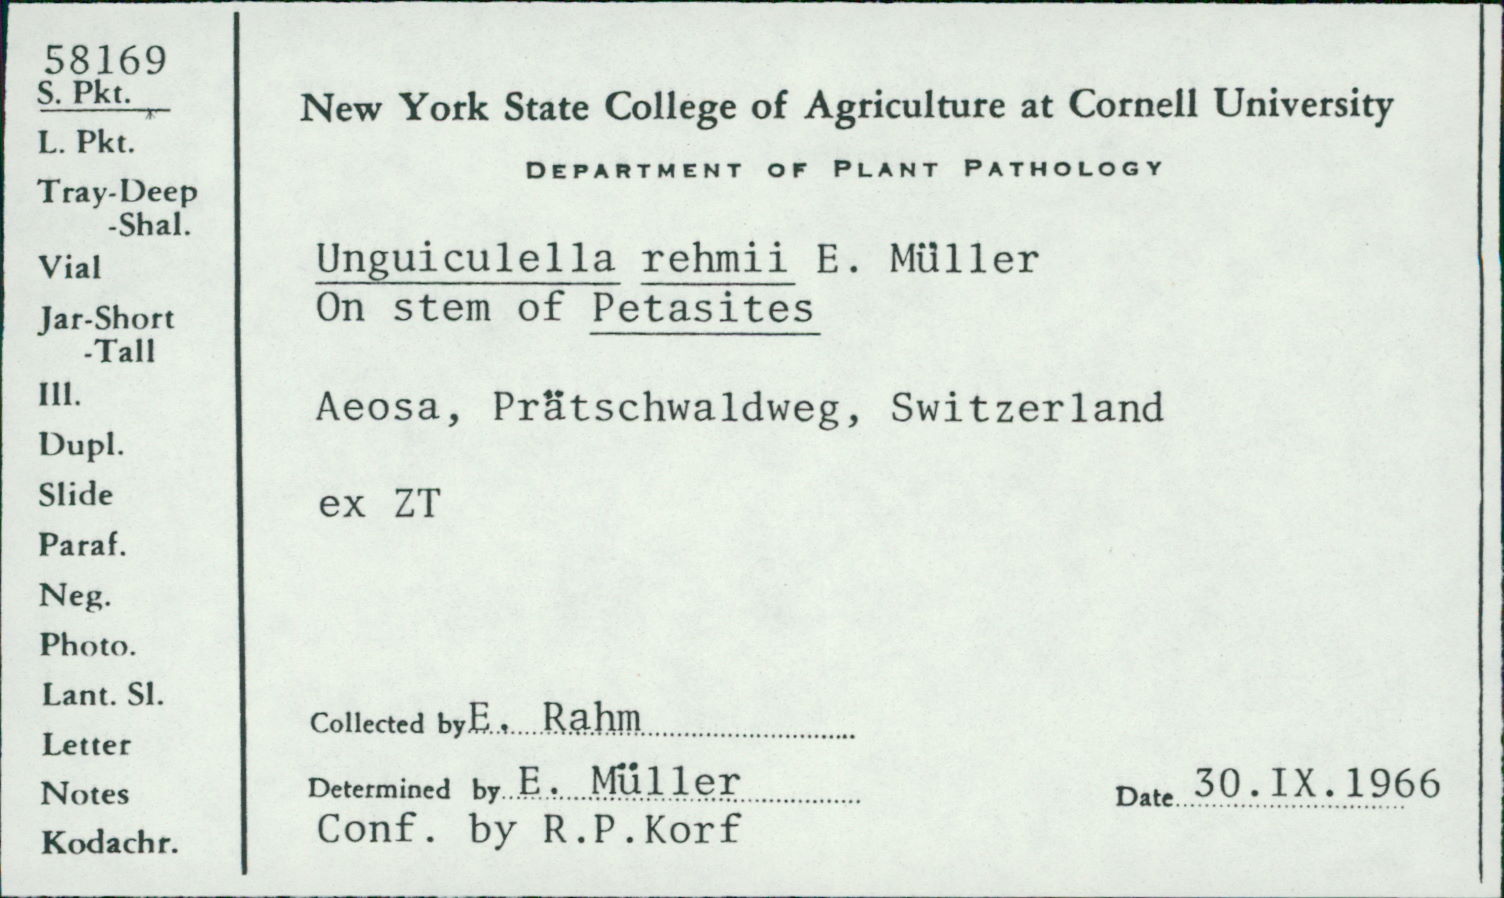 58169
S. Pkt.
L. Pkt.
Tray-Deep
-Shal.
Vial
Jar-Short
-Tall
Ill.
Dupl.
Slide
Paraf.
Neg.
Photo.
Lant. Sl.
Letter
Notes
Kodachr.
New York State College of Agriculture at Cornell University
DEPARTMENT OF PLANT PATHOLOGY
Unguiculella rehmii E. Müller
On stem of Petasites
Aeosa, Prätschwaldweg, Switzerland
ex ZT
Collected by E. Rahm
Determined by E. Müller
Date 30.IX.1966
Conf. by R.P.Korf